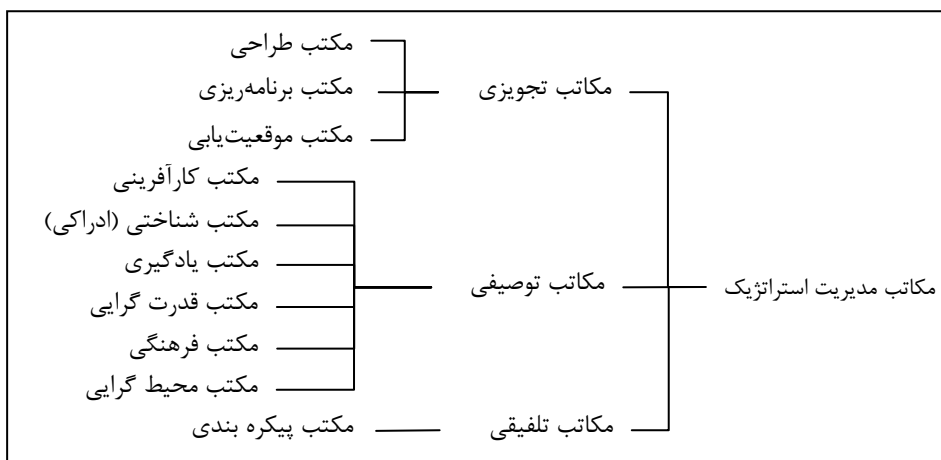 مکاتب مدیریت استراتژیک
مکاتب تجویزی
مکتب طراحی
مکتب برنامه‌ریزی
مکتب موقعیت‌یابی
مکاتب توصیفی
مکتب کارآفرینی
مکتب شناختی (ادراکی)
مکتب یادگیری
مکتب قدرت گرایی
مکتب فرهنگی
مکتب محیط گرایی
مکاتب تلفیقی
مکتب پیکره بندی